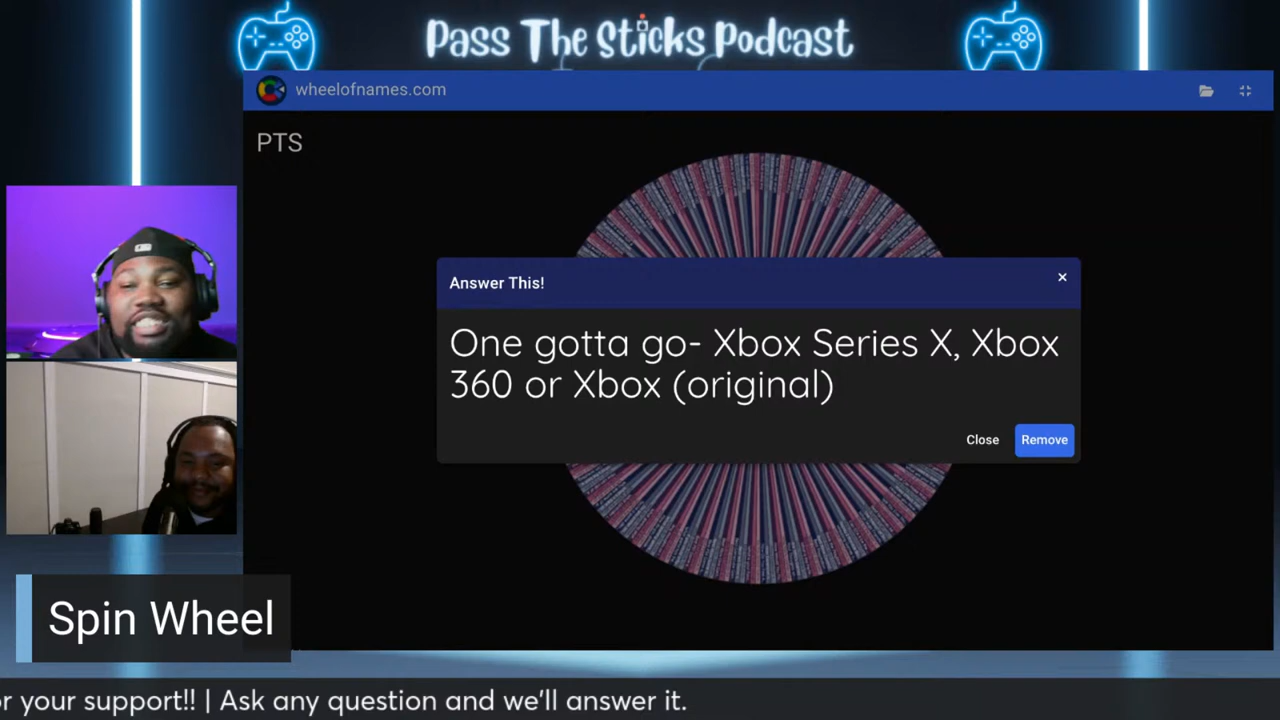 Pass The Sticks Podcast
wheelofnames.com
PTS
Answer This!
One gotta go- Xbox Series X, Xbox
360 or Xbox (original)
Close
Remove
Spin Wheel
your support!! | Ask any question and we'll answer it.